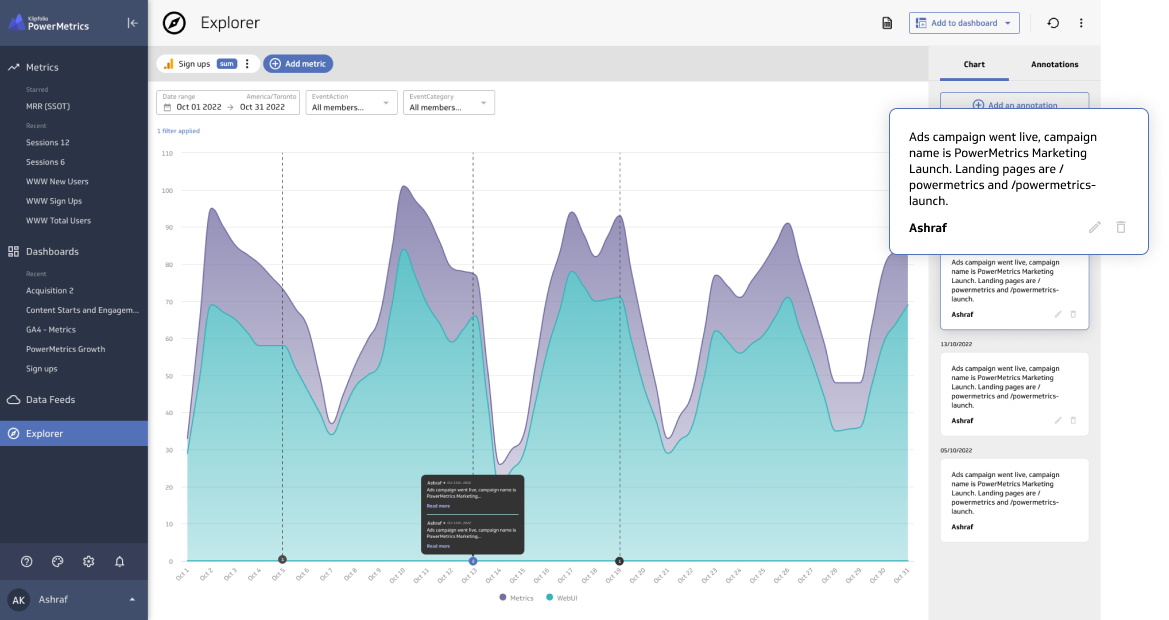 Klipfolio
PowerMetrics
Metrics
Starred
MRR (SSOT)
Recent
Sessions 12
Sessions 6
WWW New Users
WWW Sign Ups
WWW Total Users
Dashboards
Recent
Acquisition 2
Content Starts and Engagem...
GA4 - Metrics
PowerMetrics Growth
Sign ups
Data Feeds
Explorer
AK
Ashraf
Explorer
Add to dashboard
Sign ups sum
Add metric
Date range America/Toronto
Oct 01 2022 → Oct 31 2022
EventAction
All members...
EventCategory
All members...
1 filter applied
110
100
90
80
70
60
50
40
30
20
10
0
Oct 1
Oct 2
Oct 3
Oct 4
Oct 5
Oct 6
Oct 7
Oct 8
Oct 9
Oct 10
Oct 11
Oct 12
Oct 13
Oct 14
Oct 15
Oct 16
Oct 17
Oct 18
Oct 19
Oct 20
Oct 21
Oct 22
Oct 23
Oct 24
Oct 25
Oct 26
Oct 27
Oct 28
Oct 29
Oct 30
Oct 31
Ashraf
Ads campaign went live, campaign name is
PowerMetrics Marketing...
Read more
Ashraf
Ads campaign went live, campaign name is
PowerMetrics Marketing...
Read more
Metrics
WebUI
Chart
Annotations
Add an annotation
Ads campaign went live, campaign
name is PowerMetrics Marketing
Launch. Landing pages are /
powermetrics and /powermetrics-
launch.
Ashraf
Ads campaign went live, campaign
name is PowerMetrics Marketing
Launch. Landing pages are /
powermetrics and /powermetrics-
launch.
Ashraf
13/10/2022
Ads campaign went live, campaign
name is PowerMetrics Marketing
Launch. Landing pages are /
powermetrics and /powermetrics-
launch.
Ashraf
05/10/2022
Ads campaign went live, campaign
name is PowerMetrics Marketing
Launch. Landing pages are /
powermetrics and /powermetrics-
launch.
Ashraf